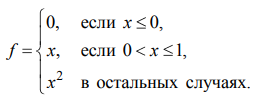 0, если x ≤ 0,
f = x, если 0 < x ≤ 1,
x² в остальных случаях.